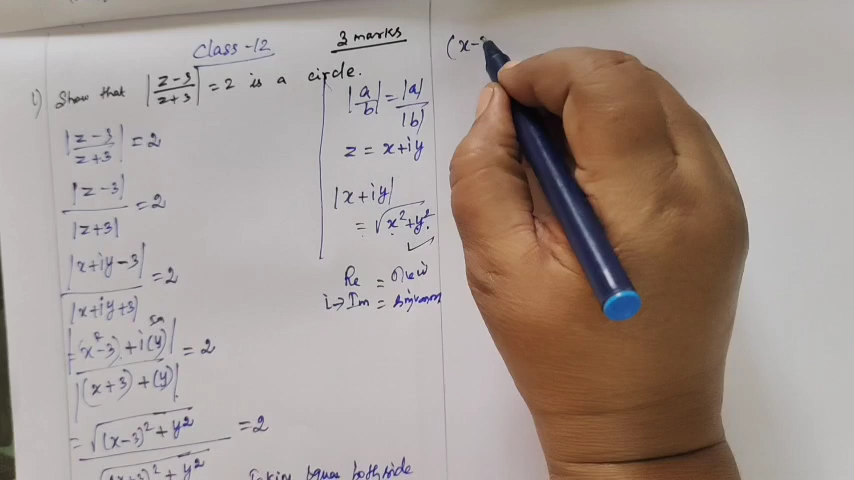 Class-12
3 marks
1) Show that |z-3/z+3| = 2 is a circle.
|z-3/z+3| = 2
|z-3|/|z+3| = 2
|x+iy-3|/|x+iy+3| = 2
= |(x-3)+i(y)|/|(x+3)+(y)| = 2
= √(x-3)²+y²/√(x+3)²+y² = 2
Taking square both side
|a/b| = |a|/|b|
z = x+iy
|x+iy|
= √x²+y².
Re =
i→Im =
(x-